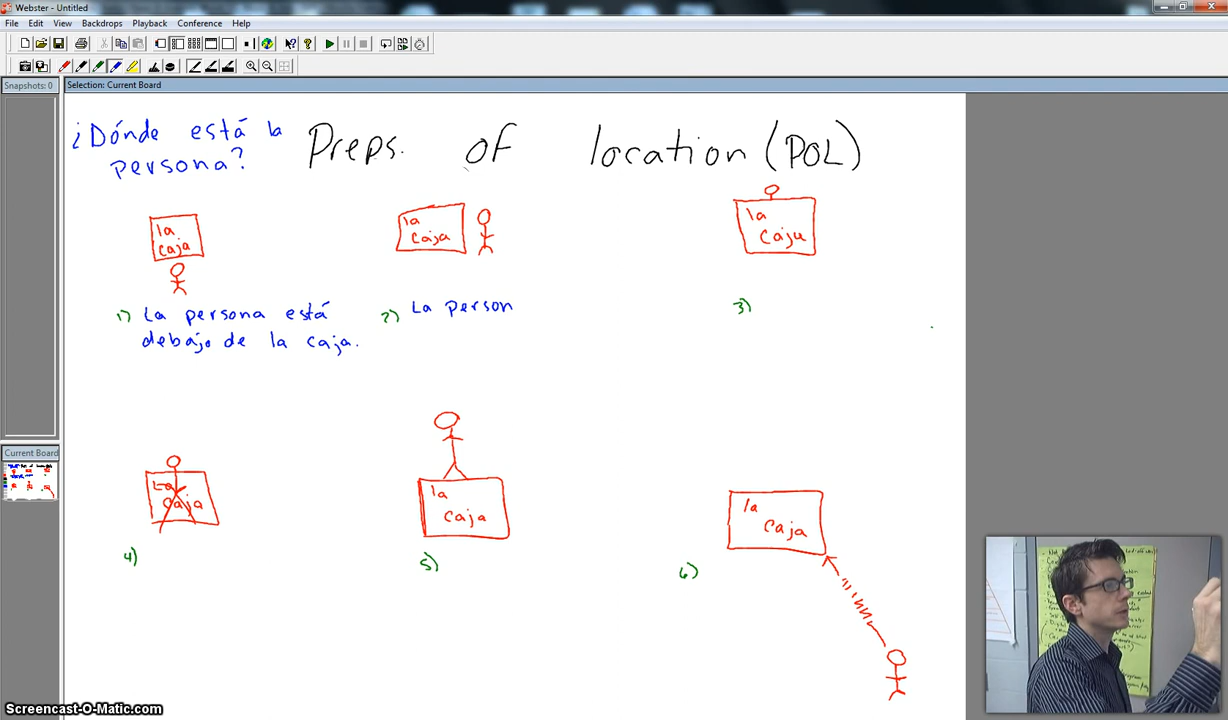 Webster - Untitled
File Edit View Backdrops Playback Conference Help
Snapshots: 0
Selection: Current Board
Current Board
¿Dónde está la
persona?
Preps. of location (POL)
la
caja
la
caja
la
caja
1) La persona está
debajo de la caja.
2) La person
3)
La
caja
la
caja
la
caja
4)
5)
6)
Screencast-O-Matic.com